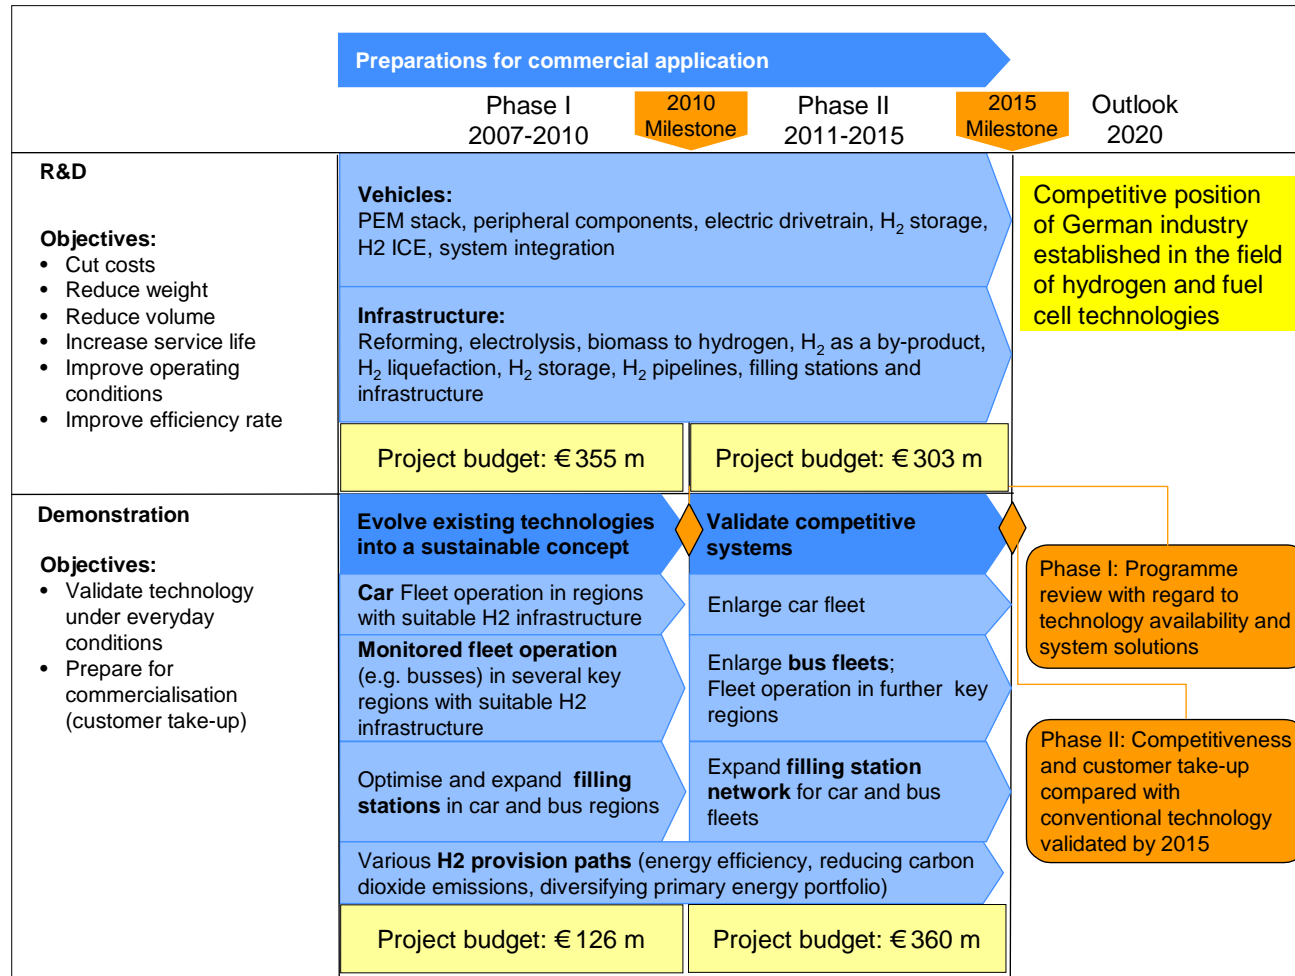 Preparations for commercial application
Phase I
2007-2010
2010
Milestone
Phase II
2011-2015
2015
Milestone
Outlook
2020
R&D
Objectives:
• Cut costs
• Reduce weight
• Reduce volume
• Increase service life
• Improve operating
conditions
• Improve efficiency rate
Vehicles:
PEM stack, peripheral components, electric drivetrain, H2 storage,
H2 ICE, system integration
Infrastructure:
Reforming, electrolysis, biomass to hydrogen, H2 as a by-product,
H2 liquefaction, H2 storage, H2 pipelines, filling stations and
infrastructure
Project budget: € 355 m
Project budget: € 303 m
Competitive position
of German industry
established in the field
of hydrogen and fuel
cell technologies
Demonstration
Objectives:
• Validate technology
under everyday
conditions
• Prepare for
commercialisation
(customer take-up)
Evolve existing technologies
into a sustainable concept
Validate competitive
systems
Car Fleet operation in regions
with suitable H2 infrastructure
Enlarge car fleet
Monitored fleet operation
(e.g. busses) in several key
regions with suitable H2
infrastructure
Enlarge bus fleets;
Fleet operation in further key
regions
Optimise and expand filling
stations in car and bus regions
Expand filling station
network for car and bus
fleets
Various H2 provision paths (energy efficiency, reducing carbon
dioxide emissions, diversifying primary energy portfolio)
Project budget: € 126 m
Project budget: € 360 m
Phase I: Programme
review with regard to
technology availability and
system solutions
Phase II: Competitiveness
and customer take-up
compared with
conventional technology
validated by 2015